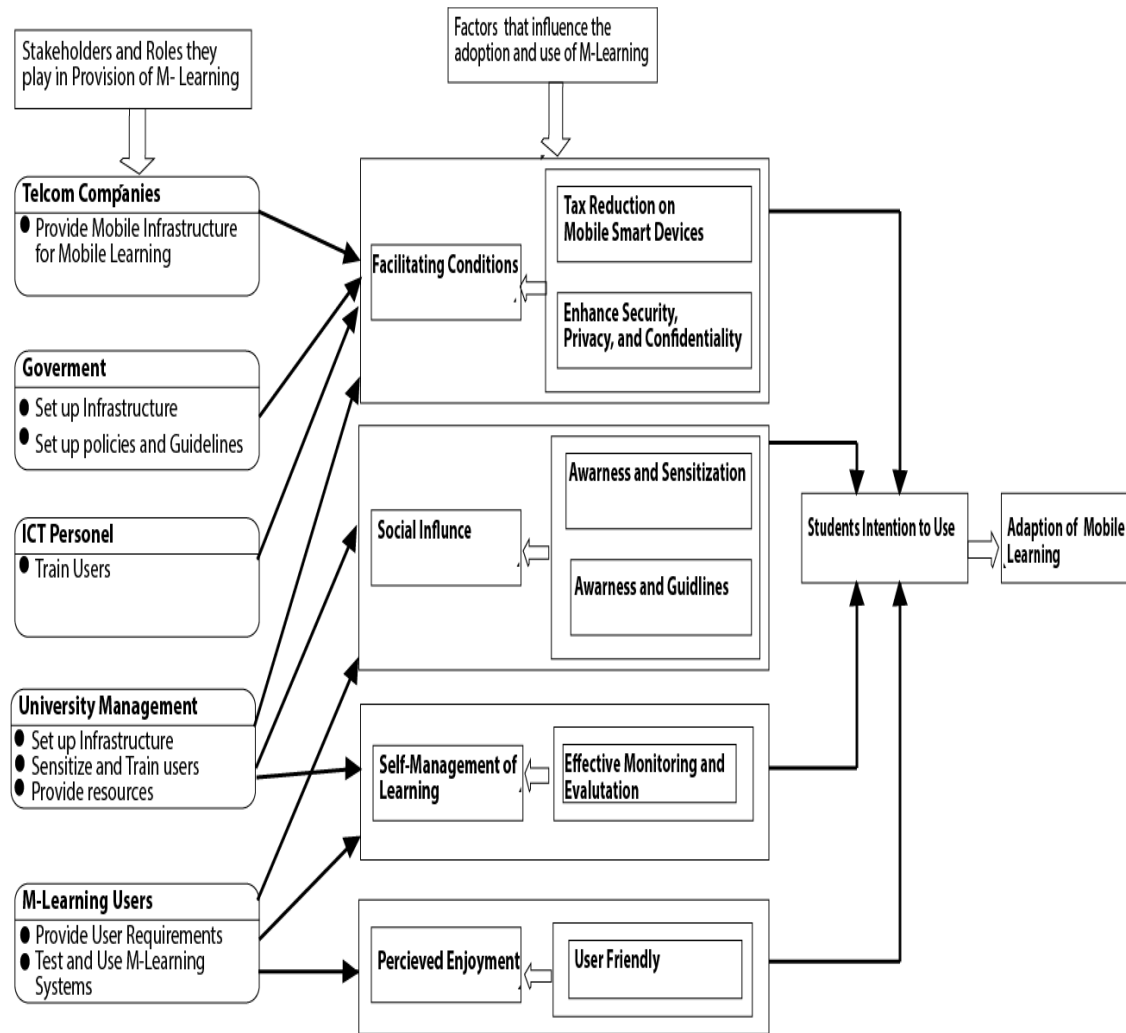 Stakeholders and Roles they
play in Provision of M- Learning
Factors that influence the
adoption and use of M-Learning
Telcom Companies
● Provide Mobile Infrastructure
for Mobile Learning
Goverment
● Set up Infrastructure
● Set up policies and Guidelines
ICT Personel
● Train Users
University Management
● Set up Infrastructure
● Sensitize and Train users
● Provide resources
M-Learning Users
● Provide User Requirements
● Test and Use M-Learning
Systems
Facilitating Conditions
Tax Reduction on
Mobile Smart Devices
Enhance Security,
Privacy, and Confidentiality
Social Influnce
Awarness and Sensitization
Awarness and Guidlines
Self-Management of
Learning
Effective Monitoring and
Evalutation
Percieved Enjoyment
User Friendly
Students Intention to Use
Adaption of Mobile
Learning